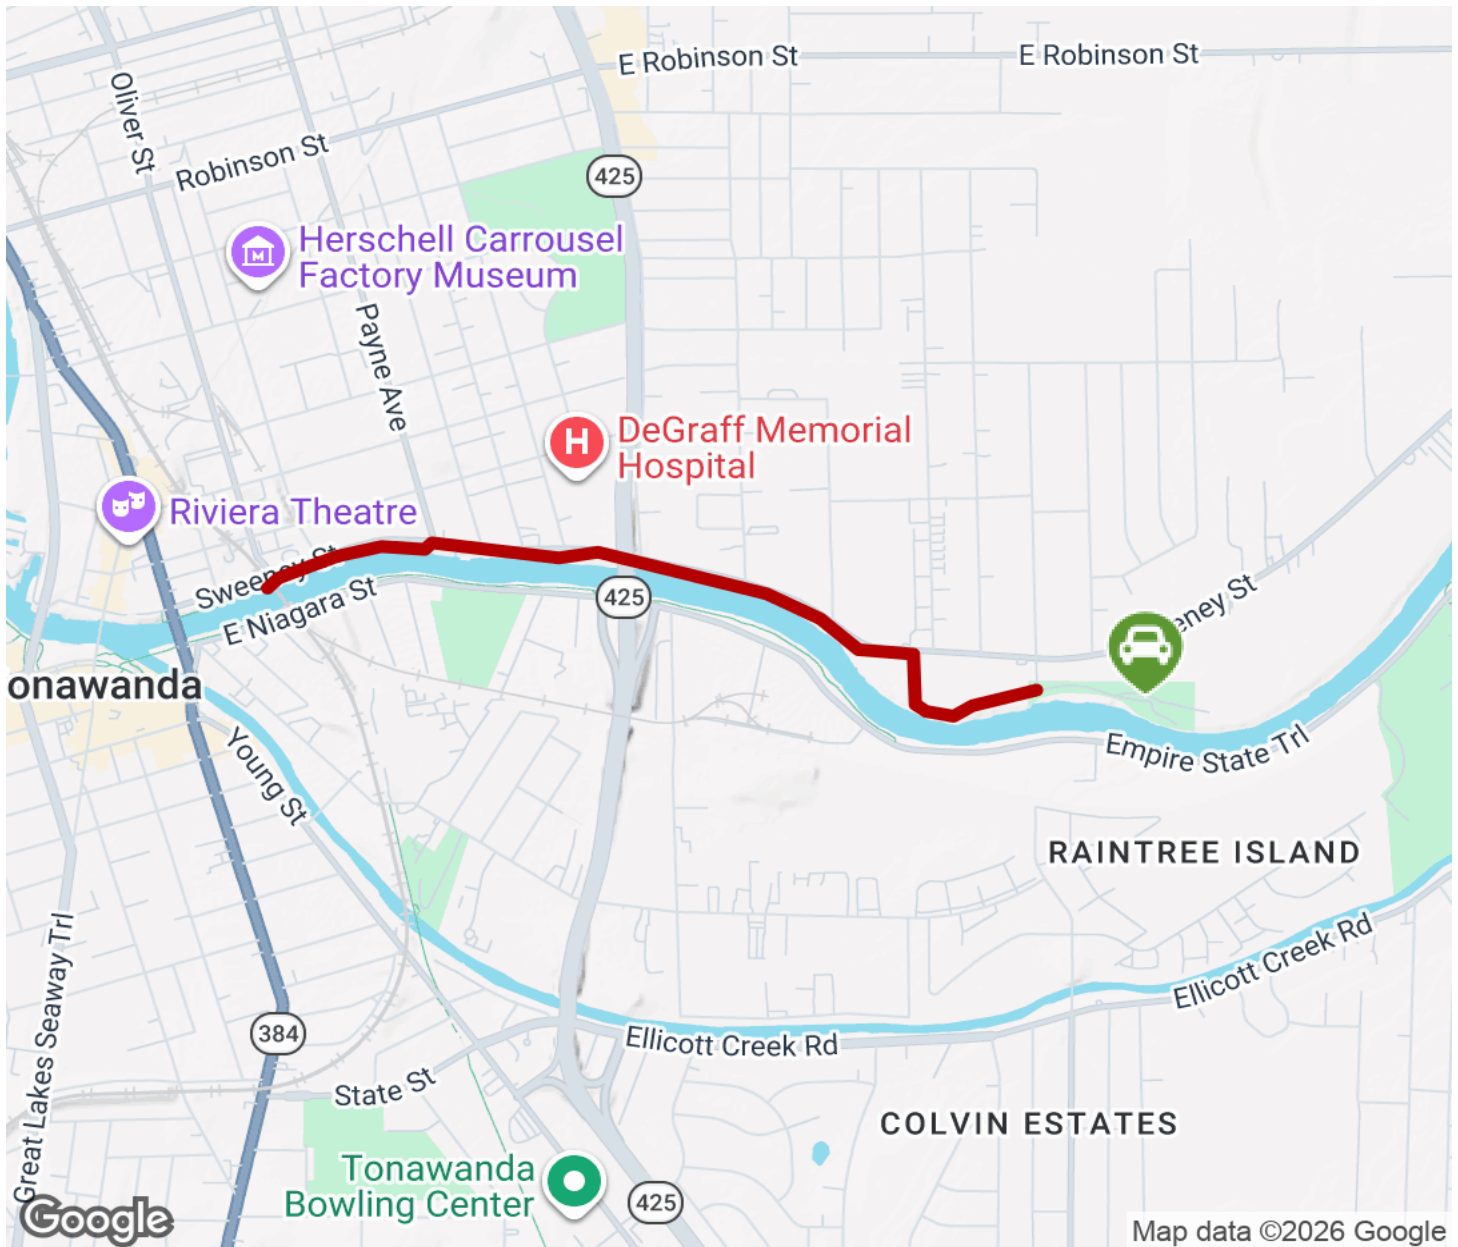 E Robinson St
E Robinson St
Oliver St
Robinson St
425
Herschell Carrousel
Factory Museum
Payne Ave
DeGraff Memorial
Hospital
H
Riviera Theatre
Sweeney St
E Niagara St
425
eney St
onawanda
Empire State Trl
Young St
RAINTREE ISLAND
Great Lakes Seaway Trl
Ellicott Creek Rd
384
Ellicott Creek Rd
State St
COLVIN ESTATES
Tonawanda
Bowling Center
425
Google
Map data ©2026 Google